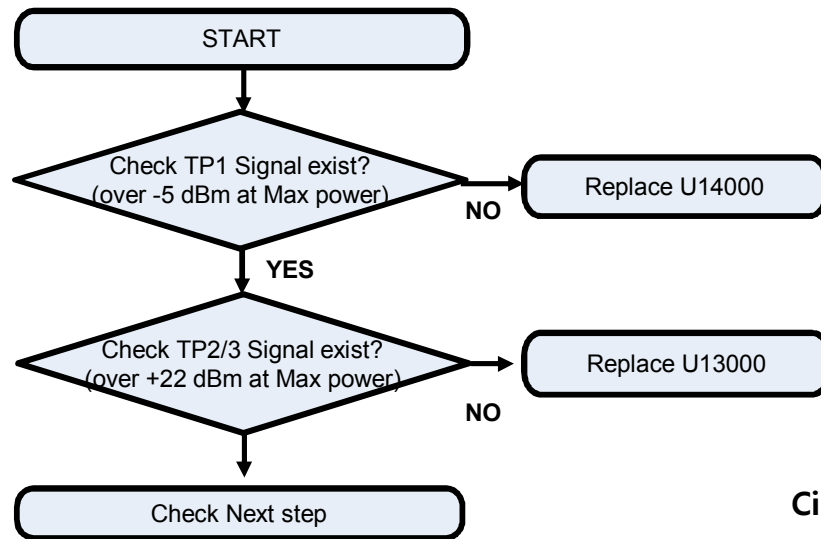 START
Check TP1 Signal exist?
(over -5 dBm at Max power)
NO
Replace U14000
YES
Check TP2/3 Signal exist?
(over +22 dBm at Max power)
NO
Replace U13000
Check Next step
Ci